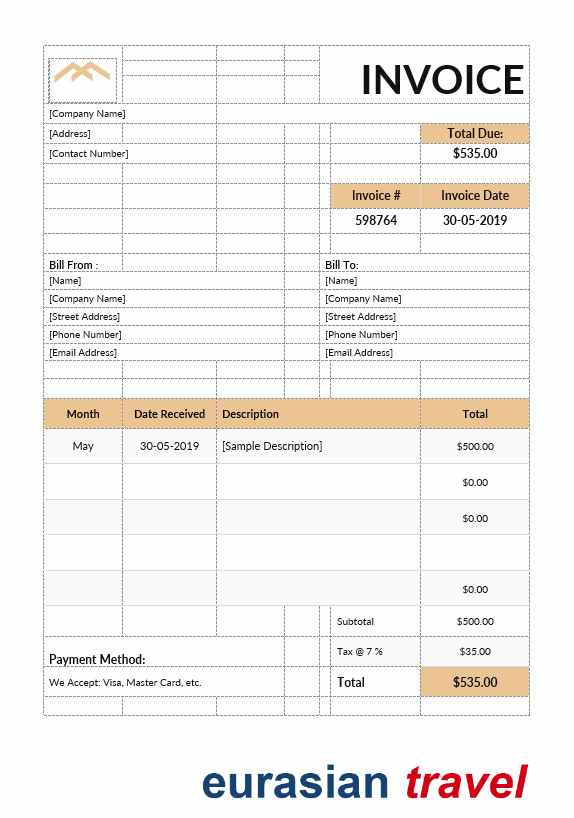 INVOICE
[Company Name]
[Address]
Total Due:
[Contact Number]
$535.00
Invoice # Invoice Date
598764 30-05-2019
Bill From : Bill To:
[Name] [Name]
[Company Name] [Company Name]
[Street Address] [Street Address]
[Phone Number] [Phone Number]
[Email Address] [Email Address]
Month Date Received Description Total
May 30-05-2019 [Sample Description] $500.00
$0.00
$0.00
$0.00
Subtotal $500.00
Tax @ 7 % $35.00
Payment Method:
We Accept: Visa, Master Card, etc. Total $535.00
eurasian travel